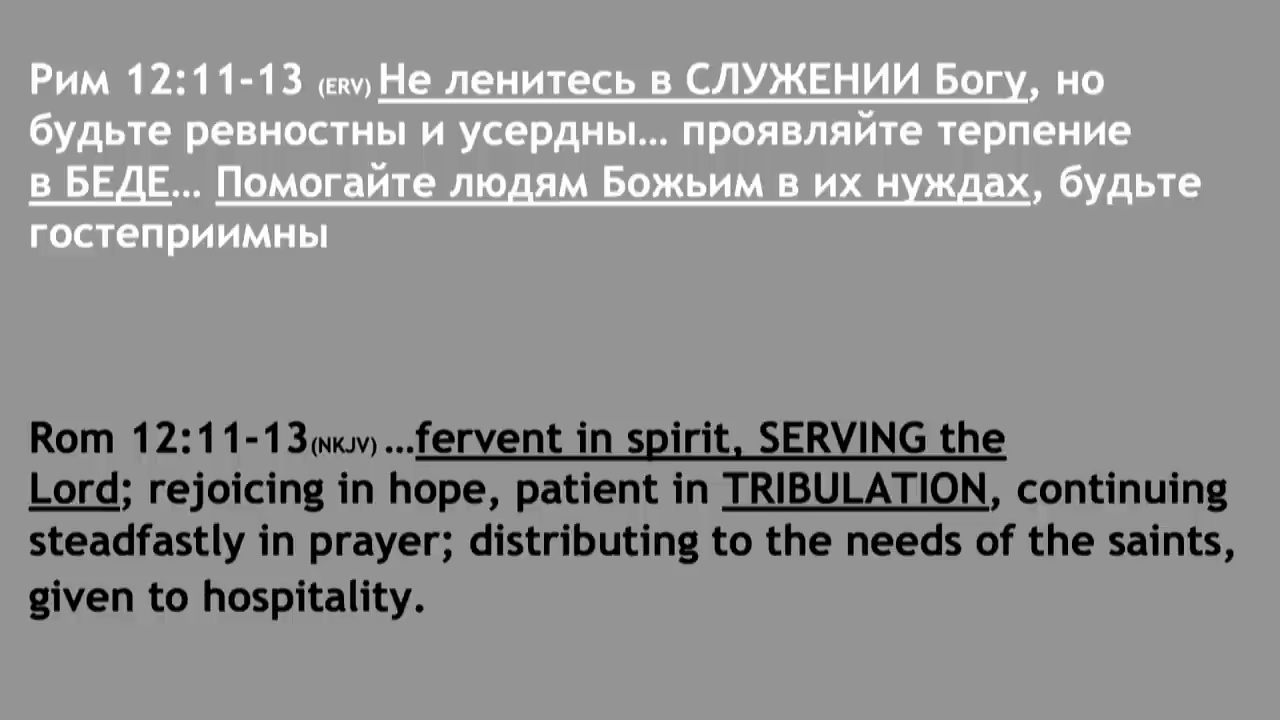 Рим 12:11-13 (ERV) Не ленитесь в СЛУЖЕНИИ Богу, но
будьте ревностны и усердны... проявляйте терпение
в БЕДЕ... Помогайте людям Божьим в их нуждах, будьте
гостеприимны
Rom 12:11-13(NKJV) ...fervent in spirit, SERVING the
Lord; rejoicing in hope, patient in TRIBULATION, continuing
steadfastly in prayer; distributing to the needs of the saints,
given to hospitality.